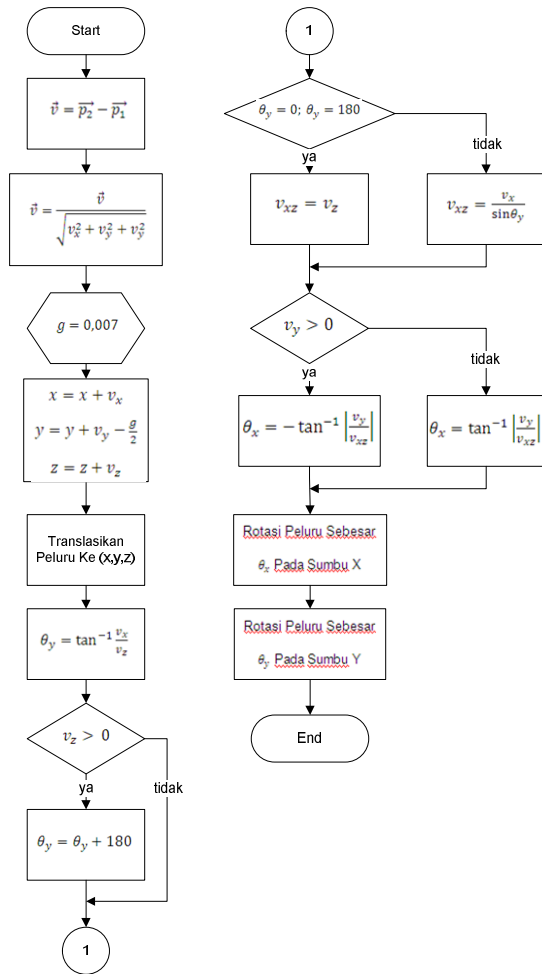 Start
v⃗ = p₂⃗ − p₁⃗
v⃗ = v⃗ / √(v_x² + v_y² + v_y²)
g = 0,007
x = x + v_x
y = y + v_y − g/2
z = z + v_z
Translasikan
Peluru Ke (x,y,z)
θ_y = tan⁻¹ v_x/v_z
v_z > 0
ya
tidak
θ_y = θ_y + 180
1
1
θ_y = 0; θ_y = 180
ya
tidak
v_xz = v_z
v_xz = v_x/sinθ_y
v_y > 0
ya
tidak
θ_x = − tan⁻¹ |v_y/v_xz|
θ_x = tan⁻¹ |v_y/v_xz|
Rotasi Peluru Sebesar
θ_x Pada Sumbu X
Rotasi Peluru Sebesar
θ_y Pada Sumbu Y
End